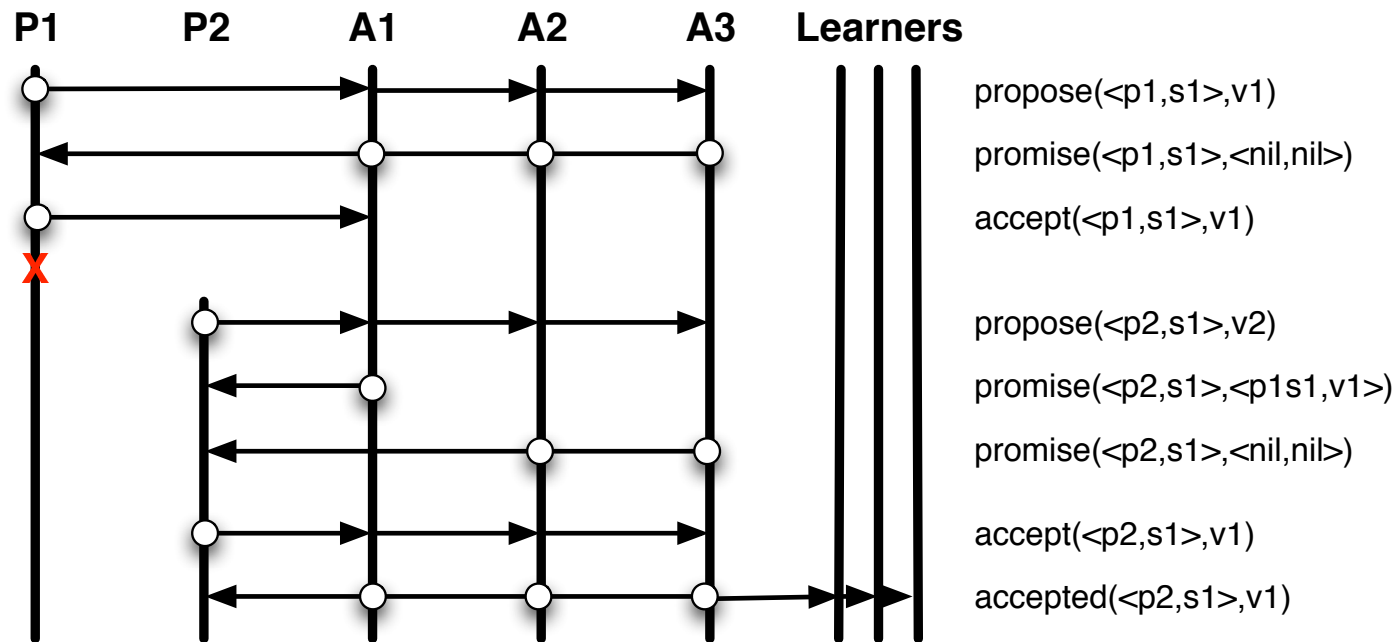 P1 P2 A1 A2 A3 Learners
propose(<p1,s1>,v1)
promise(<p1,s1>,<nil,nil>)
accept(<p1,s1>,v1)
X
propose(<p2,s1>,v2)
promise(<p2,s1>,<p1s1,v1>)
promise(<p2,s1>,<nil,nil>)
accept(<p2,s1>,v1)
accepted(<p2,s1>,v1)